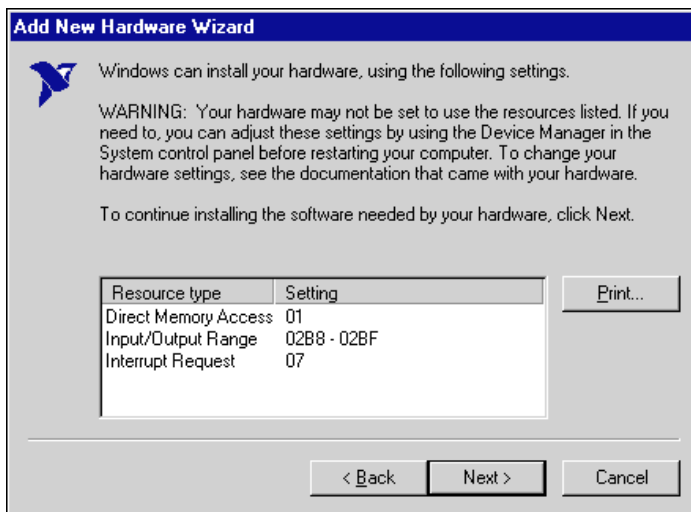 Add New Hardware Wizard
Windows can install your hardware, using the following settings.
WARNING: Your hardware may not be set to use the resources listed. If you
need to, you can adjust these settings by using the Device Manager in the
System control panel before restarting your computer. To change your
hardware settings, see the documentation that came with your hardware.
To continue installing the software needed by your hardware, click Next.
Resource type Setting
Direct Memory Access 01
Input/Output Range 02B8 - 02BF
Interrupt Request 07
Print...
< Back Next > Cancel